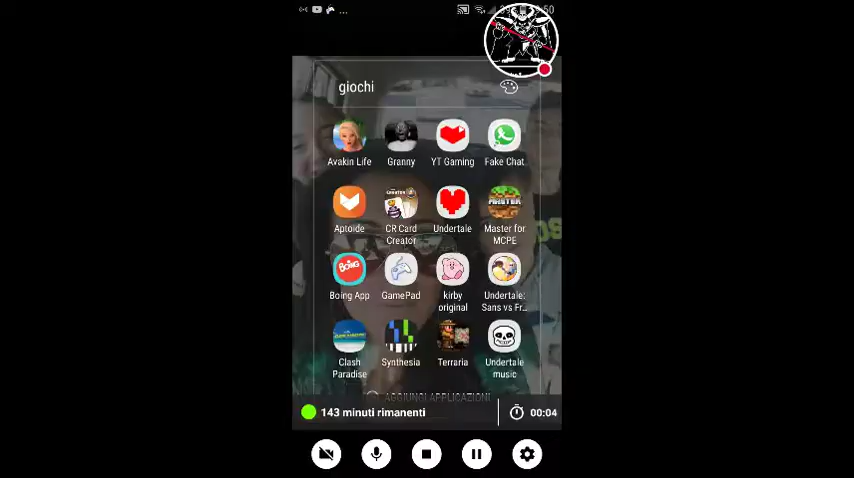 ...
giochi
Avakin Life Granny YT Gaming Fake Chat
Aptoide CR Card Creator Undertale Master for MCPE
Boing App GamePad kirby original Undertale: Sans vs Fr...
Clash Paradise Synthesia Terraria Undertale music
AGGIUNGI APPLICAZIONI
143 minuti rimanenti 00:04